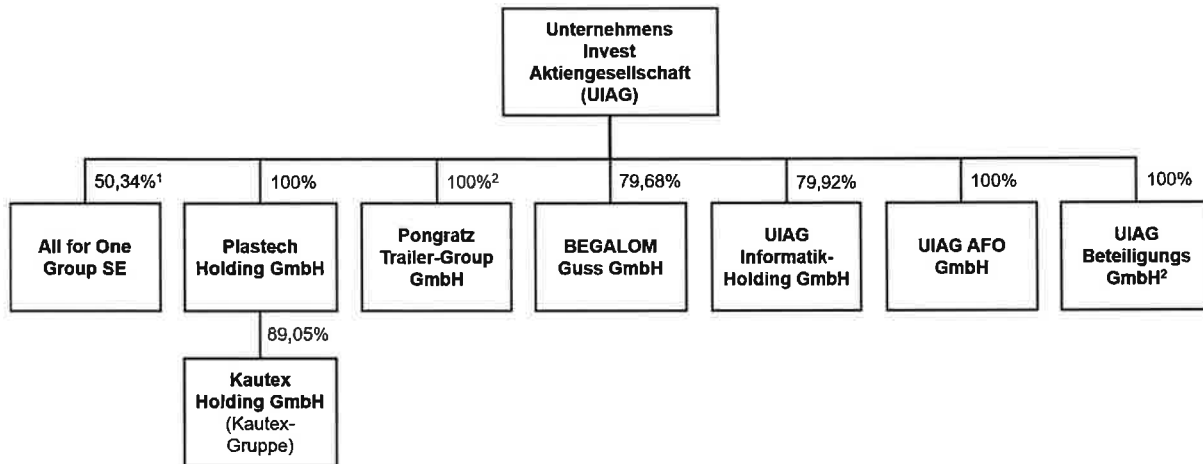 Unternehmens
Invest
Aktiengesellschaft
(UIAG)
50,34%¹
100%
100%²
79,68%
79,92%
100%
100%
All for One
Group SE
Plastech
Holding GmbH
Pongratz
Trailer-Group
GmbH
BEGALOM
Guss GmbH
UIAG
Informatik-
Holding GmbH
UIAG AFO
GmbH
UIAG
Beteiligungs
GmbH²
89,05%
Kautex
Holding GmbH
(Kautex-
Gruppe)